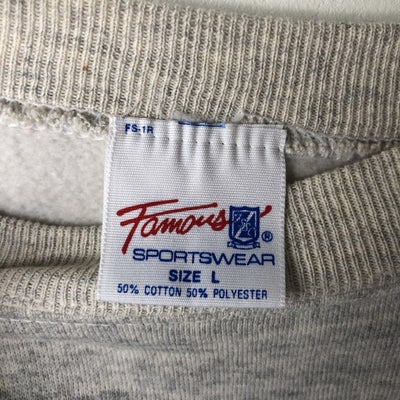 FS-1R
Famous'
®
SPORTSWEAR
SIZE L
50% COTTON 50% POLYESTER